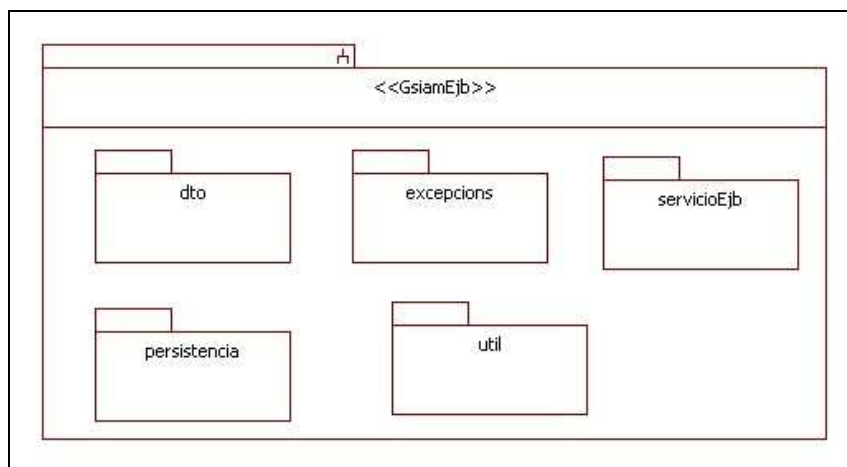 <<GsiamEjb>>
dto
excepcions
servicioEjb
persistencia
util